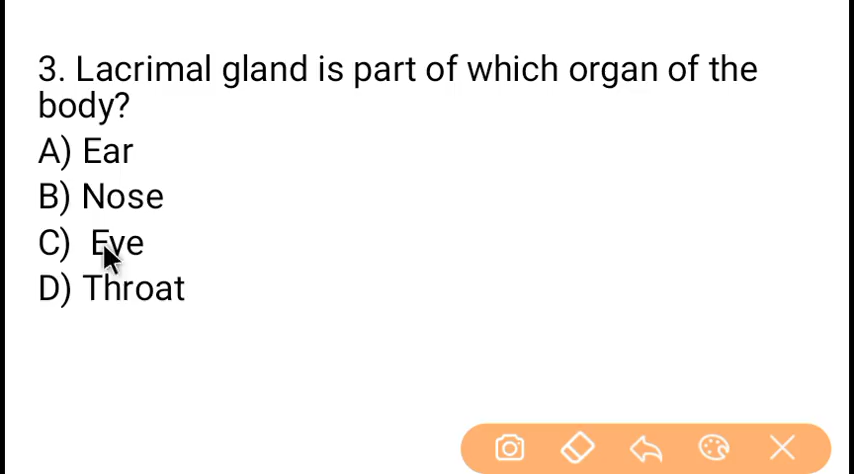 3. Lacrimal gland is part of which organ of the
body?
A) Ear
B) Nose
C) Eye
D) Throat